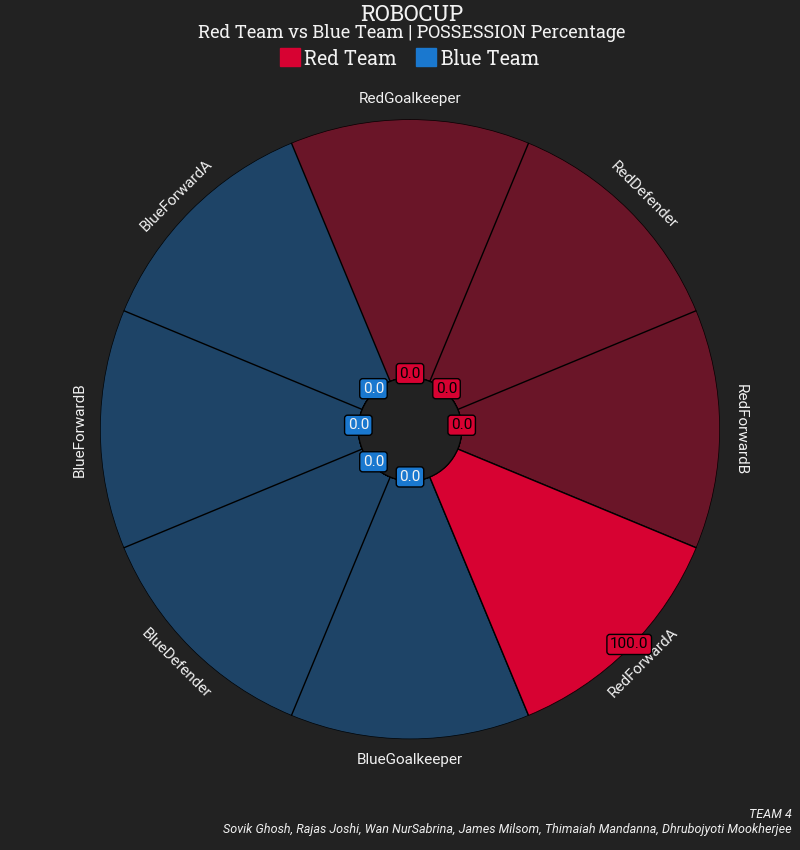 ROBOCUP
Red Team vs Blue Team | POSSESSION Percentage
Red Team Blue Team
RedGoalkeeper
BlueForwardA
RedDefender
0.0
0.0
0.0
BlueForwardB
0.0
0.0
RedForwardB
0.0
0.0
BlueDefender
100.0
RedForwardA
BlueGoalkeeper
TEAM 4
Sovik Ghosh, Rajas Joshi, Wan NurSabrina, James Milsom, Thimaiah Mandanna, Dhrubojyoti Mookherjee